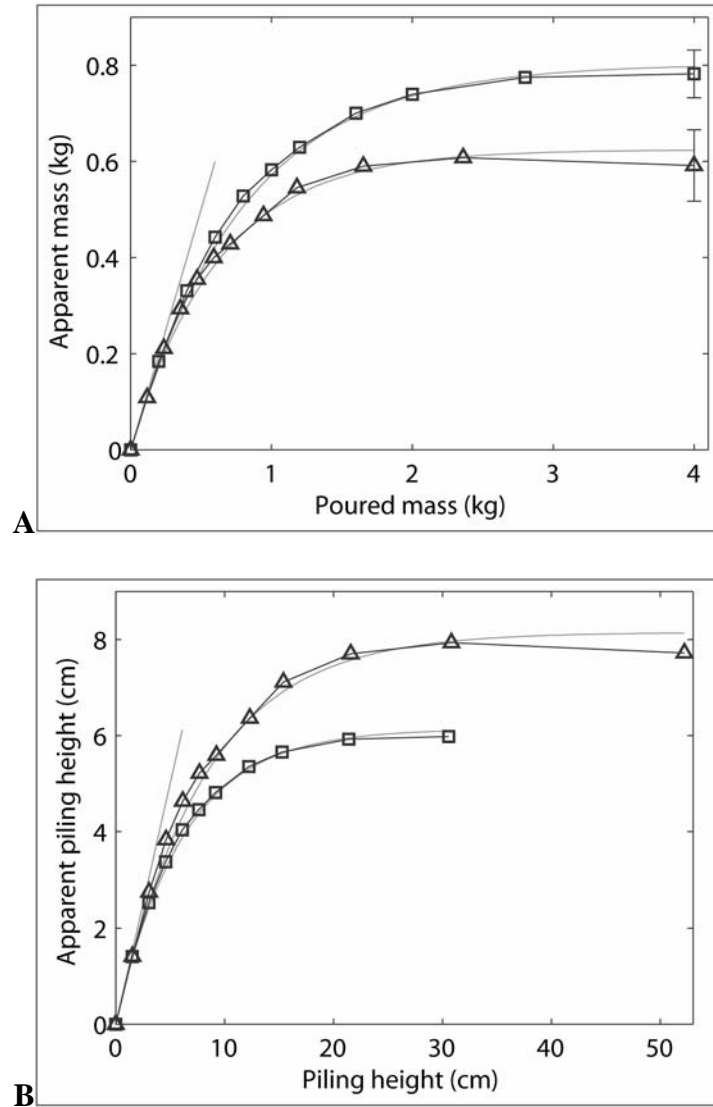 0.8
0.6
0.4
0.2
0
Apparent mass (kg)
0 1 2 3 4
Poured mass (kg)
A
8
6
4
2
0
Apparent piling height (cm)
0 10 20 30 40 50
Piling height (cm)
B